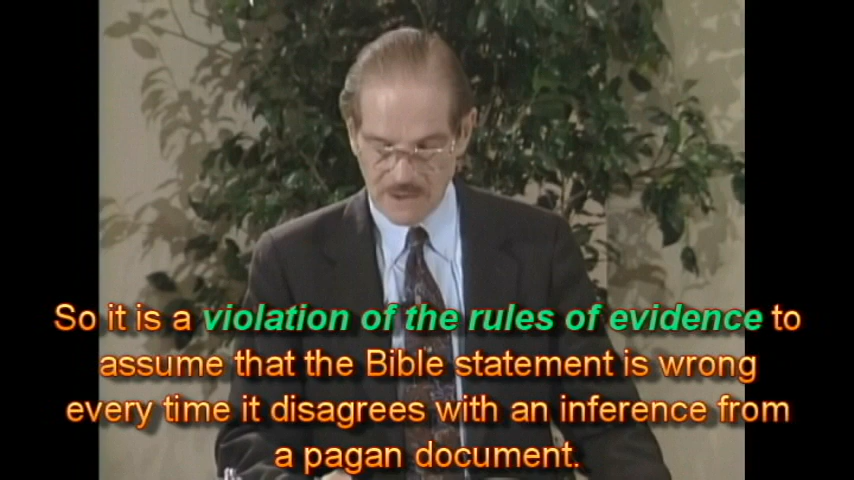 So it is a violation of the rules of evidence to
assume that the Bible statement is wrong
every time it disagrees with an inference from
a pagan document.